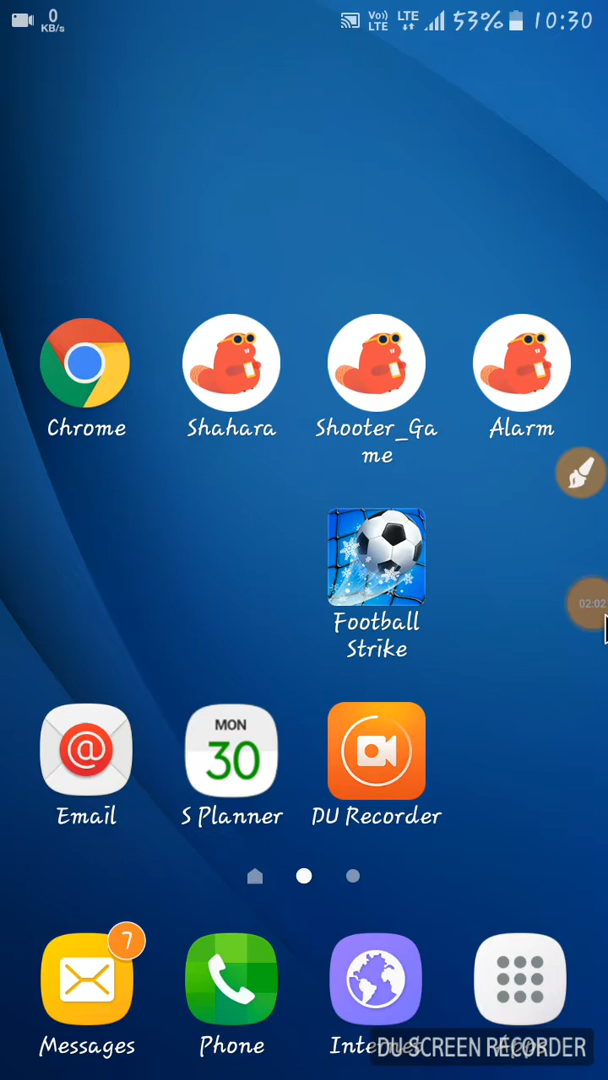 0
KB/s
Vo))
LTE
LTE
53%
10:30
Chrome
Shahara
Shooter_Ga
me
Alarm
02:02
Football
Strike
MON
30
Email
S Planner
DU Recorder
7
Messages
Phone
DU SCREEN RECORDER